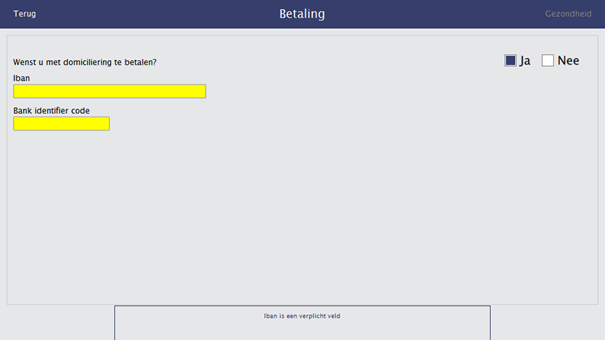 Terug
Betaling
Gezondheid
Wenst u met domiciliering te betalen?
Ja
Nee
Iban
Bank identifier code
Iban is een verplicht veld